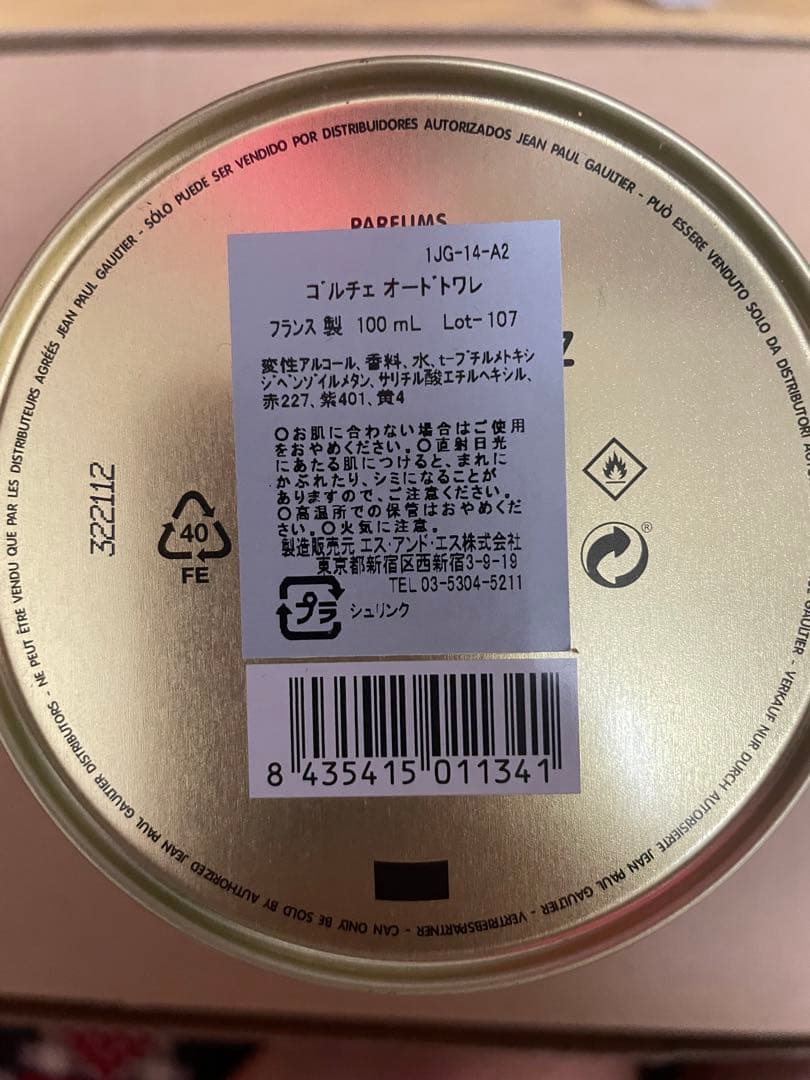 NE PEUT ÊTRE VENDU QUE PAR LES DISTRIBUTEURS AGRÉÉS JEAN PAUL GAULTIER - SÓLO PUEDE SER VENDIDO POR DISTRIBUIDORES AUTORIZADOS JEAN PAUL GAULTIER - PUÒ ESSERE VENDUTO SOLO DA DISTRIBUTORI
GAULTIER - VERKAUF NUR DURCH AUTORISIERTE JEAN PAUL GAULTIER - VERTRIEBSPARTNER - CAN ONLY BE SOLD BY AUTHORIZED JEAN PAUL GAULTIER DISTRIBUTORS -
PARFUMS
Z
1JG-14-A2
ゴルチェ オードトワレ
フランス 製 100 mL Lot-107
変性アルコール、香料、水、t-ブチルメトキシ
ジベンゾイルメタン、サリチル酸エチルヘキシル、
赤227、紫401、黄4
○お肌に合わない場合はご使用
をおやめください。○直射日光
にあたる肌につけると、まれに
かぶれたり、シミになることが
ありますので、ご注意ください。
○高温所での保管はおやめくだ
さい。○火気に注意。
製造販売元 エス・アンド・エス株式会社
東京都新宿区西新宿3-9-19
TEL 03-5304-5211
プラ シュリンク
322112
40
FE
®
8 435415 011341